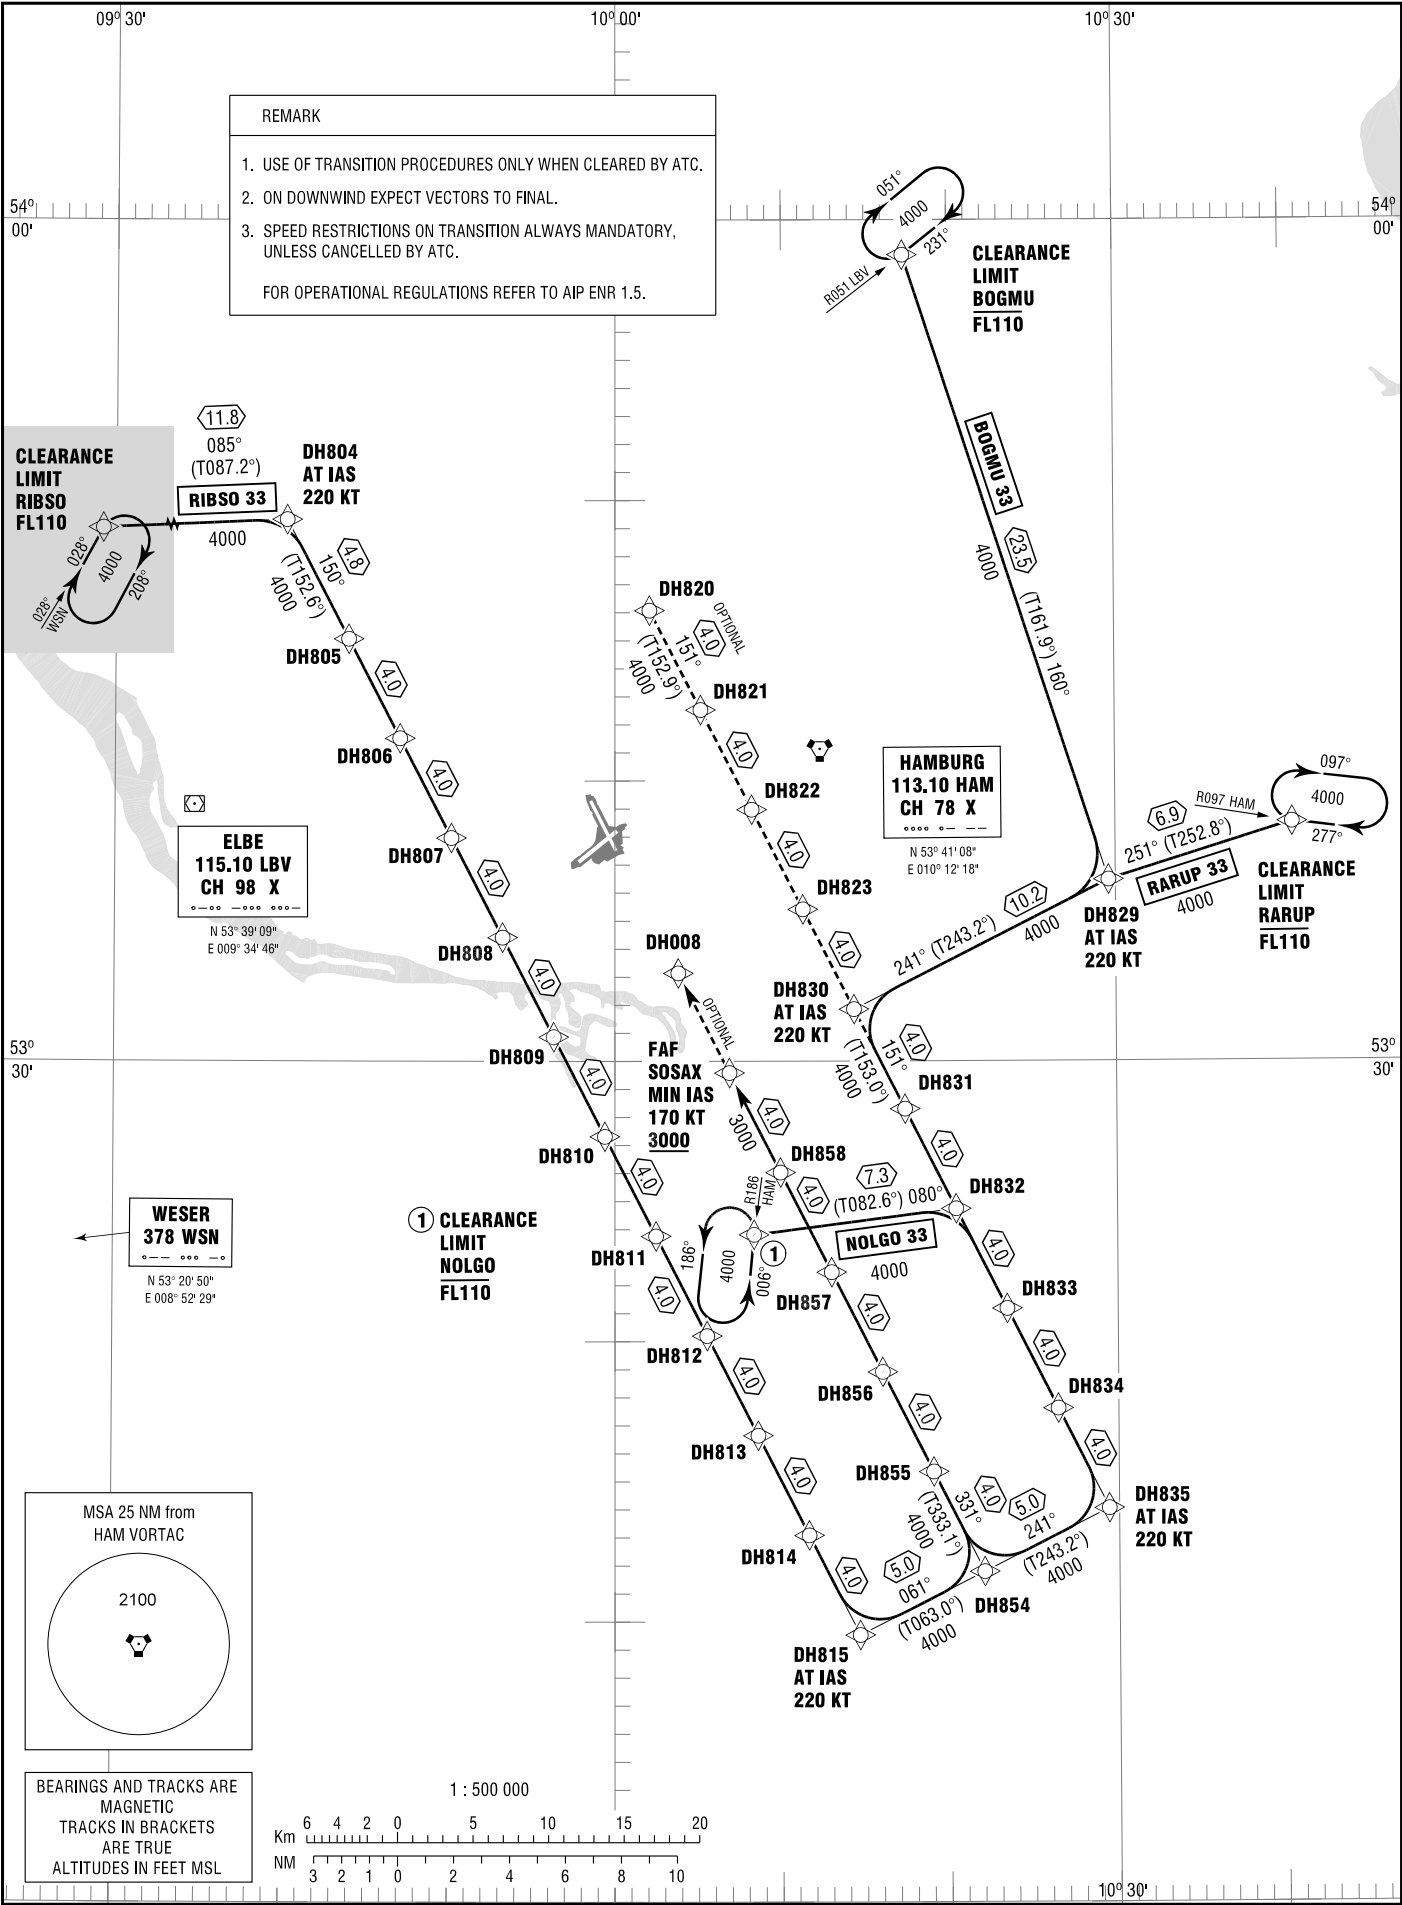 09° 30'
10° 00'
10° 30'
REMARK
1. USE OF TRANSITION PROCEDURES ONLY WHEN CLEARED BY ATC.
2. ON DOWNWIND EXPECT VECTORS TO FINAL.
3. SPEED RESTRICTIONS ON TRANSITION ALWAYS MANDATORY,
UNLESS CANCELLED BY ATC.
FOR OPERATIONAL REGULATIONS REFER TO AIP ENR 1.5.
54°
00'
54°
00'
051°
4000
231°
R051 LBV
CLEARANCE
LIMIT
BOGMU
FL110
BOGMU 33
4000
23.5
(T161.9°) 160°
CLEARANCE
LIMIT
RIBSO
FL110
028°
4000
208°
028°
WSN
11.8
085°
(T087.2°)
RIBSO 33
4000
DH804
AT IAS
220 KT
4.8
150°
(T152.6°)
4000
DH805
4.0
DH806
4.0
DH807
4.0
DH808
4.0
DH809
4.0
DH810
4.0
DH811
4.0
DH812
4.0
DH813
4.0
DH814
4.0
DH815
AT IAS
220 KT
DH820
OPTIONAL
4.0
151°
(T152.9°)
4000
DH821
4.0
DH822
4.0
DH823
4.0
DH830
AT IAS
220 KT
HAMBURG
113.10 HAM
CH 78 X
N 53° 41' 08"
E 010° 12' 18"
ELBE
115.10 LBV
CH 98 X
N 53° 39' 09"
E 009° 34' 46"
097°
4000
277°
R097 HAM
6.9
251° (T252.8°)
RARUP 33
4000
CLEARANCE
LIMIT
RARUP
FL110
DH829
AT IAS
220 KT
10.2
241° (T243.2°)
4000
53°
30'
53°
30'
DH008
OPTIONAL
FAF
SOSAX
MIN IAS
170 KT
3000
4.0
3000
DH858
4.0
4.0
151°
(T153.0°)
4000
DH831
4.0
DH832
7.3
(T082.6°) 080°
NOLGO 33
4000
R186
HAM
186°
4000
006°
1
1 CLEARANCE
LIMIT
NOLGO
FL110
WESER
378 WSN
N 53° 20' 50"
E 008° 52' 29"
DH857
4.0
DH856
4.0
DH855
4.0
331°
(T333.1°)
4000
4.0
DH833
4.0
DH834
4.0
DH835
AT IAS
220 KT
5.0
241°
(T243.2°)
4000
DH854
5.0
061°
(T063.0°)
4000
MSA 25 NM from
HAM VORTAC
2100
BEARINGS AND TRACKS ARE
MAGNETIC
TRACKS IN BRACKETS
ARE TRUE
ALTITUDES IN FEET MSL
1 : 500 000
Km 6 4 2 0 5 10 15 20
NM 3 2 1 0 2 4 6 8 10
10° 30'